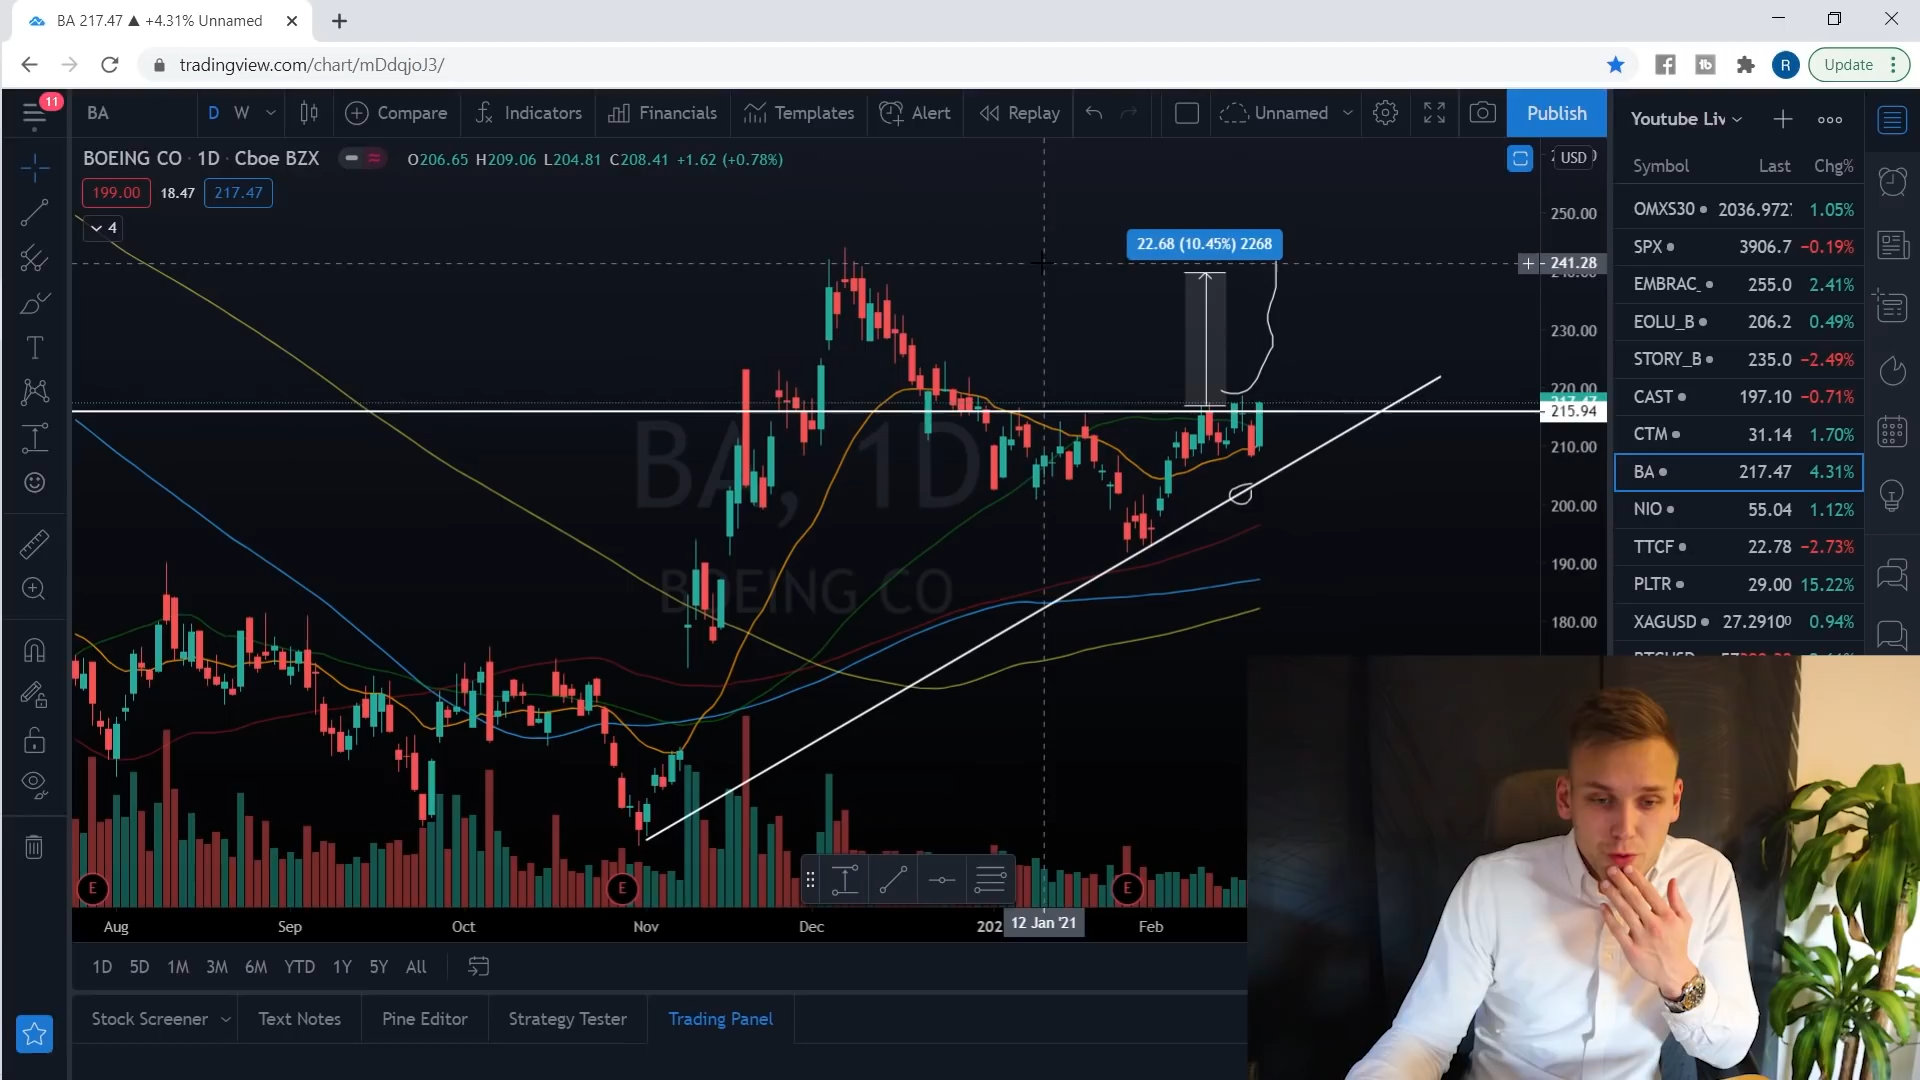 BA 217.47 ▲ +4.31% Unnamed
tradingview.com/chart/mDdqjoJ3/
R
Update
11
BA
D W
Compare
Indicators
Financials
Templates
Alert
Replay
Unnamed
Publish
Youtube Liv
BOEING CO · 1D · Cboe BZX
O206.65 H209.06 L204.81 C208.41 +1.62 (+0.78%)
199.00 18.47 217.47
4
USD
Symbol Last Chg%
OMXS30 2036.972 1.05%
SPX 3906.7 −0.19%
EMBRAC_ 255.0 2.41%
EOLU_B 206.2 0.49%
STORY_B 235.0 −2.49%
CAST 197.10 −0.71%
CTM 31.14 1.70%
BA 217.47 4.31%
NIO 55.04 1.12%
TTCF 22.78 −2.73%
PLTR 29.00 15.22%
XAGUSD 27.2910⁰ 0.94%
22.68 (10.45%) 2268
250.00
241.28
230.00
220.00
215.94
210.00
200.00
190.00
180.00
BA, 1D
BOEING CO
E
E
E
Aug Sep Oct Nov Dec 202 12 Jan '21 Feb
1D 5D 1M 3M 6M YTD 1Y 5Y All
Stock Screener Text Notes Pine Editor Strategy Tester Trading Panel